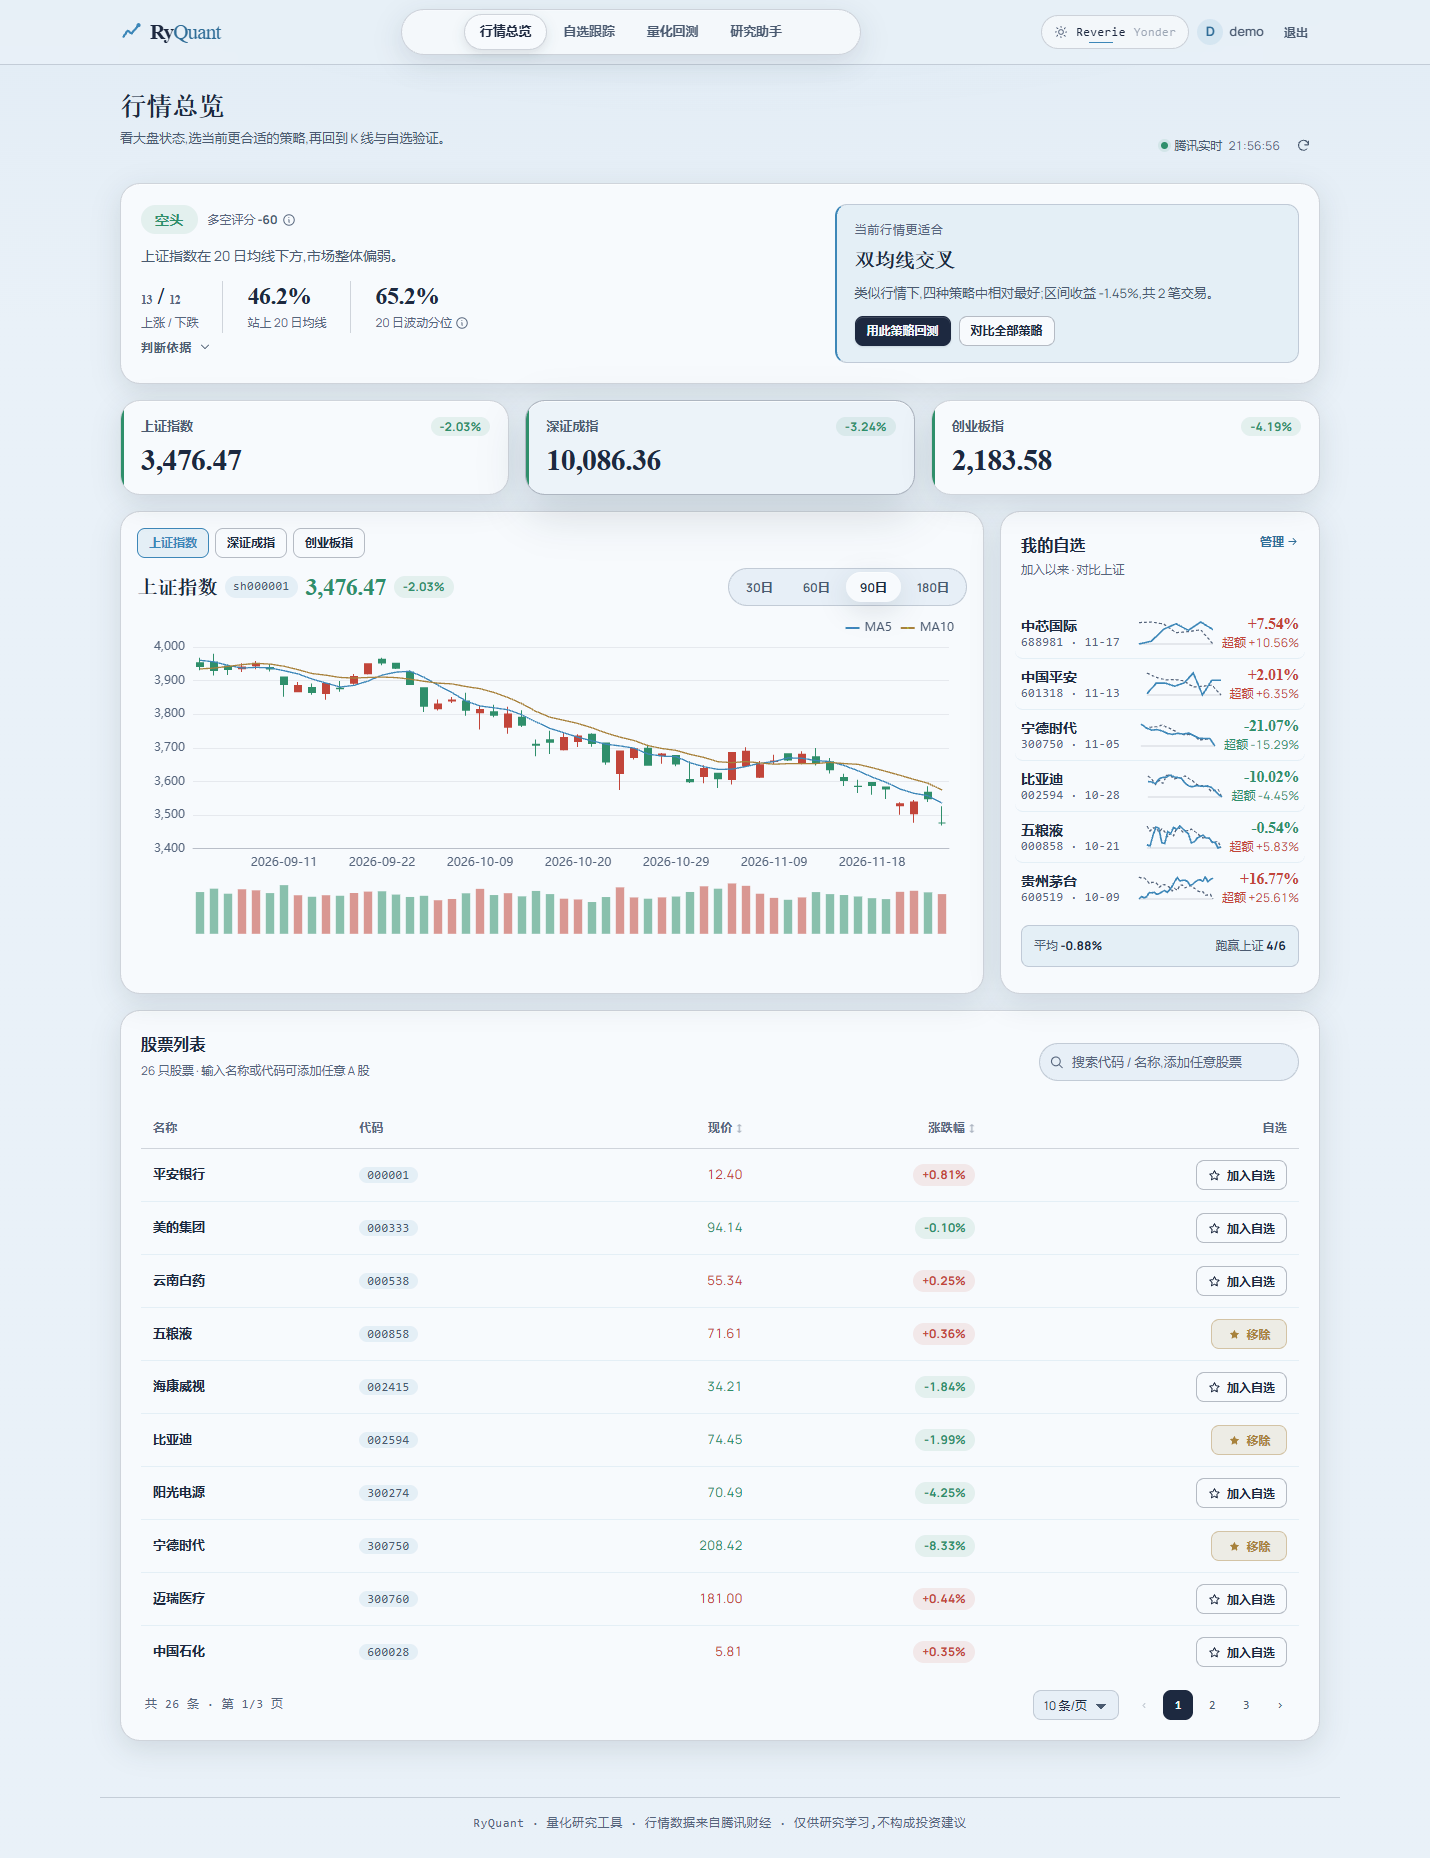 RyQuant
行情总览 自选跟踪 量化回测 研究助手
Reverie Yonder
D demo 退出
行情总览
看大盘状态,选当前更合适的策略,再回到 K 线与自选验证。
腾讯实时 21:56:56
空头 多空评分 -60
上证指数在 20 日均线下方,市场整体偏弱。
13 / 12
上涨 / 下跌
46.2%
站上 20 日均线
65.2%
20 日波动分位
判断依据
当前行情更适合
双均线交叉
类似行情下,四种策略中相对最好;区间收益 -1.45%,共 2 笔交易。
用此策略回测 对比全部策略
上证指数 -2.03%
3,476.47
深证成指 -3.24%
10,086.36
创业板指 -4.19%
2,183.58
上证指数 深证成指 创业板指
上证指数 sh000001 3,476.47 -2.03%
30日 60日 90日 180日
MA5 MA10
4,000
3,900
3,800
3,700
3,600
3,500
3,400
2026-09-11 2026-09-22 2026-10-09 2026-10-20 2026-10-29 2026-11-09 2026-11-18
我的自选 管理 →
加入以来 · 对比上证
中芯国际 +7.54%
688981 · 11-17 超额 +10.56%
中国平安 +2.01%
601318 · 11-13 超额 +6.35%
宁德时代 -21.07%
300750 · 11-05 超额 -15.29%
比亚迪 -10.02%
002594 · 10-28 超额 -4.45%
五粮液 -0.54%
000858 · 10-21 超额 +5.83%
贵州茅台 +16.77%
600519 · 10-09 超额 +25.61%
平均 -0.88% 跑赢上证 4/6
股票列表
26 只股票 · 输入名称或代码可添加任意 A 股
搜索代码 / 名称,添加任意股票
名称 代码 现价 ↕ 涨跌幅 ↕ 自选
平安银行 000001 12.40 +0.81% 加入自选
美的集团 000333 94.14 -0.10% 加入自选
云南白药 000538 55.34 +0.25% 加入自选
五粮液 000858 71.61 +0.36% 移除
海康威视 002415 34.21 -1.84% 加入自选
比亚迪 002594 74.45 -1.99% 移除
阳光电源 300274 70.49 -4.25% 加入自选
宁德时代 300750 208.42 -8.33% 移除
迈瑞医疗 300760 181.00 +0.44% 加入自选
中国石化 600028 5.81 +0.35% 加入自选
共 26 条 · 第 1/3 页
10 条/页 ‹ 1 2 3 ›
RyQuant · 量化研究工具 · 行情数据来自腾讯财经 · 仅供研究学习,不构成投资建议